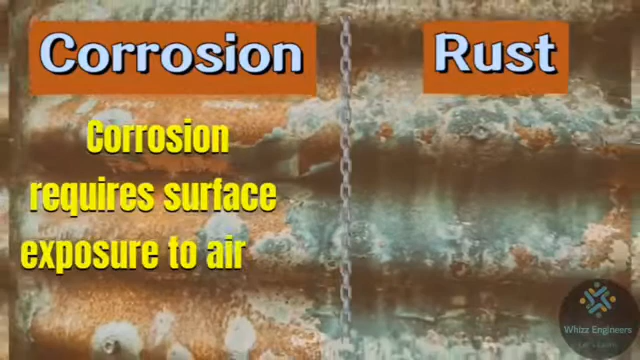 Corrosion
Rust
Corrosion
requires surface
exposure to air
Whizz Engineers